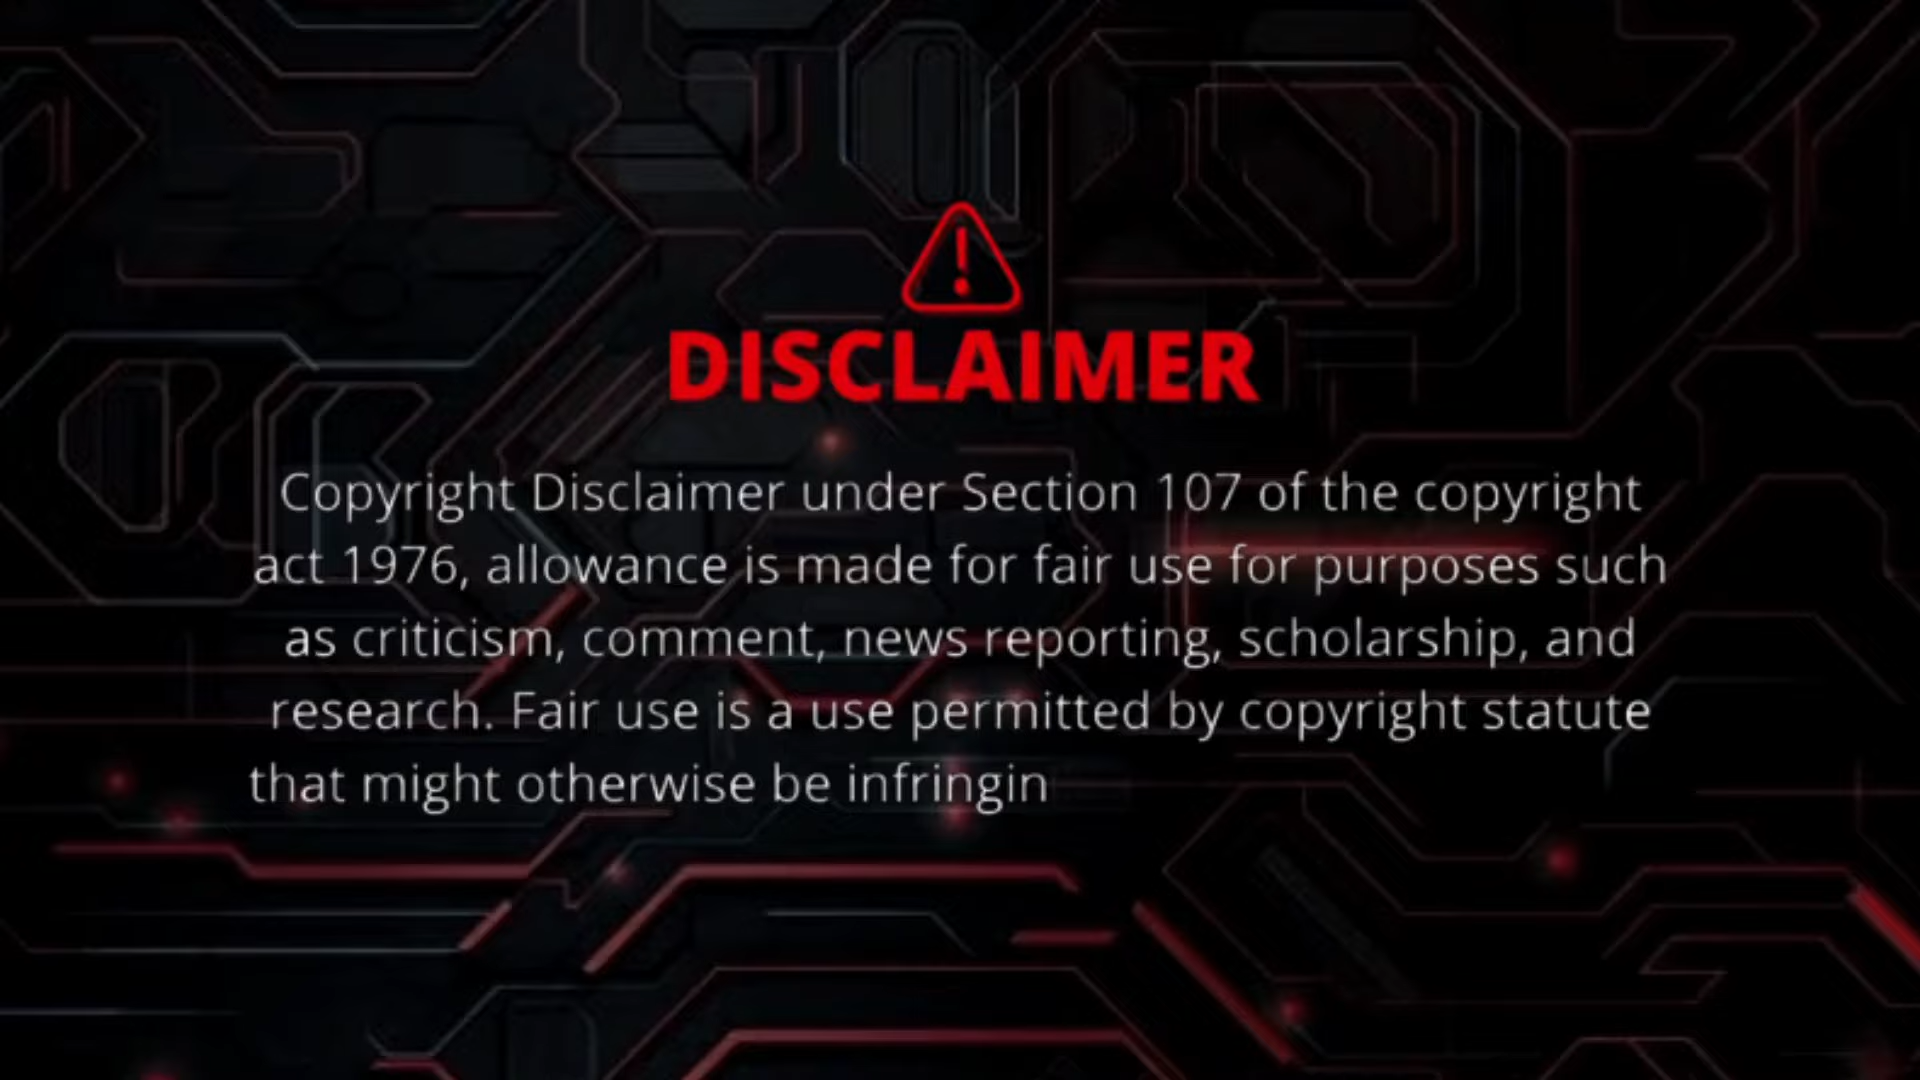 DISCLAIMER
Copyright Disclaimer under Section 107 of the copyright
act 1976, allowance is made for fair use for purposes such
as criticism, comment, news reporting, scholarship, and
research. Fair use is a use permitted by copyright statute
that might otherwise be infringin